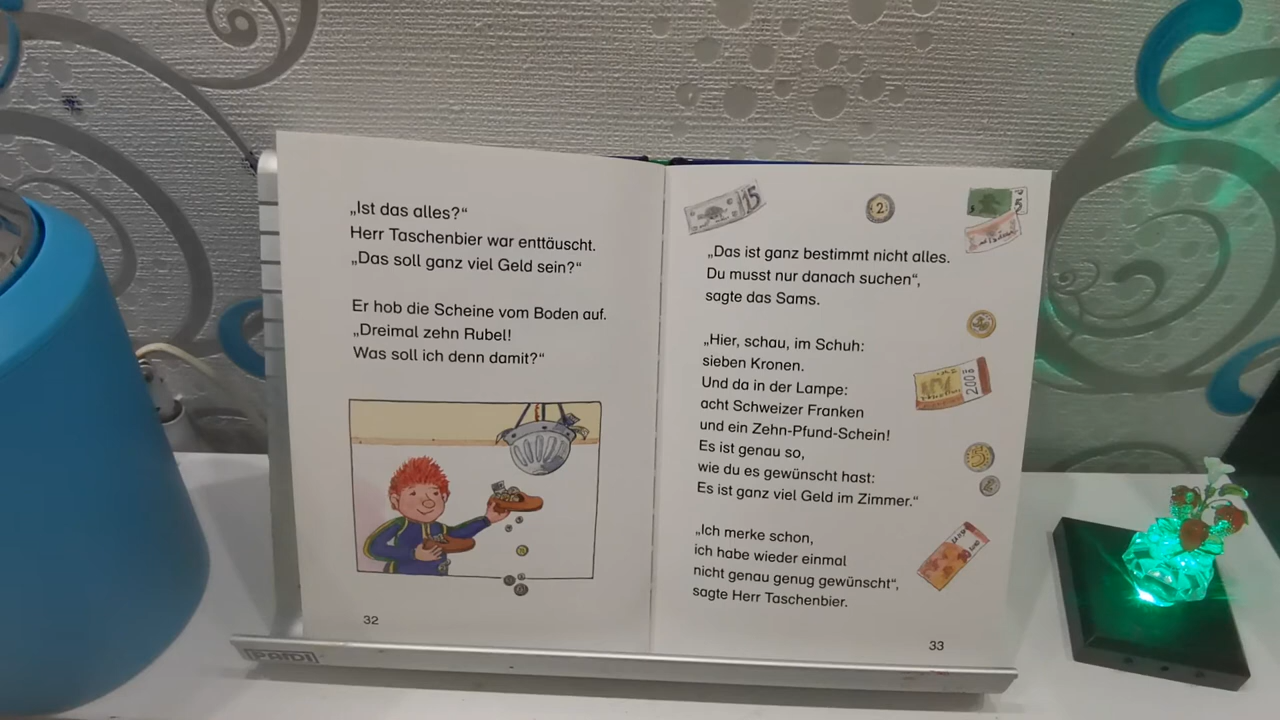 „Ist das alles?“
Herr Taschenbier war enttäuscht.
„Das soll ganz viel Geld sein?“
Er hob die Scheine vom Boden auf.
„Dreimal zehn Rubel!
Was soll ich denn damit?“
32
15
2
„Das ist ganz bestimmt nicht alles.
Du musst nur danach suchen“,
sagte das Sams.
„Hier, schau, im Schuh:
sieben Kronen.
Und da in der Lampe:
acht Schweizer Franken
und ein Zehn-Pfund-Schein!
Es ist genau so,
wie du es gewünscht hast:
Es ist ganz viel Geld im Zimmer.“
„Ich merke schon,
ich habe wieder einmal
nicht genau genug gewünscht“,
sagte Herr Taschenbier.
33
PAIDI